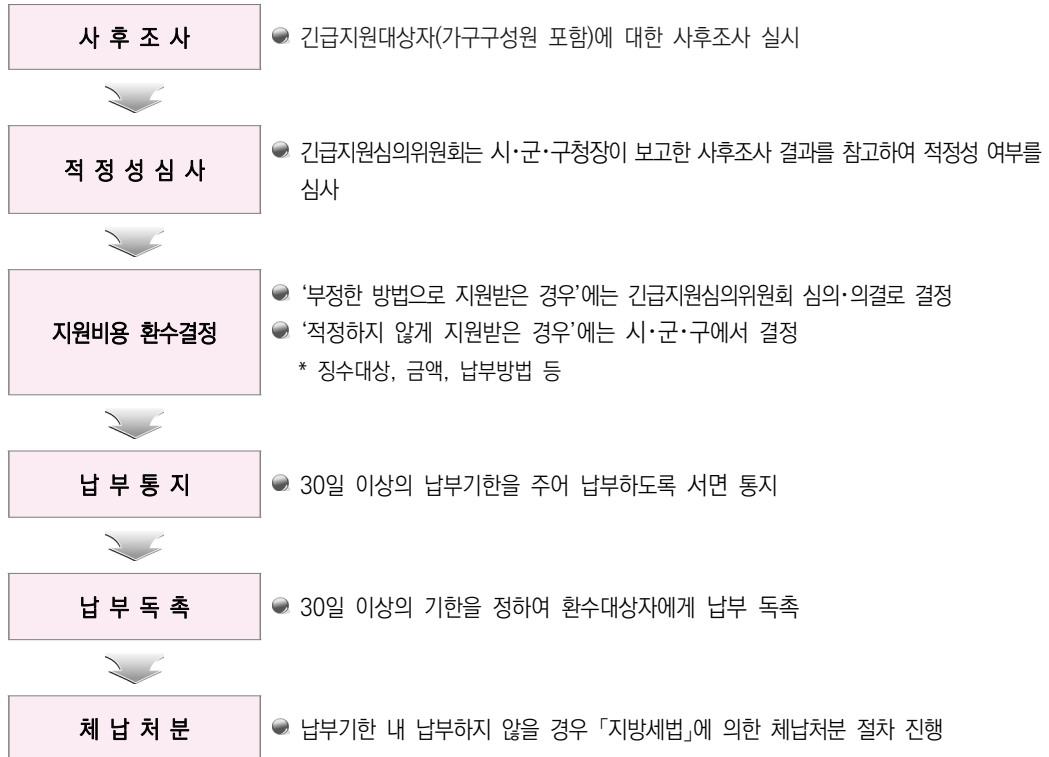 사 후 조 사
긴급지원대상자(가구구성원 포함)에 대한 사후조사 실시
적 정 성 심 사
긴급지원심의위원회는 시·군·구청장이 보고한 사후조사 결과를 참고하여 적정성 여부를
심사
지원비용 환수결정
'부정한 방법으로 지원받은 경우'에는 긴급지원심의위원회 심의·의결로 결정
'적정하지 않게 지원받은 경우'에는 시·군·구에서 결정
* 징수대상, 금액, 납부방법 등
납 부 통 지
30일 이상의 납부기한을 주어 납부하도록 서면 통지
납 부 독 촉
30일 이상의 기한을 정하여 환수대상자에게 납부 독촉
체 납 처 분
납부기한 내 납부하지 않을 경우 「지방세법」에 의한 체납처분 절차 진행